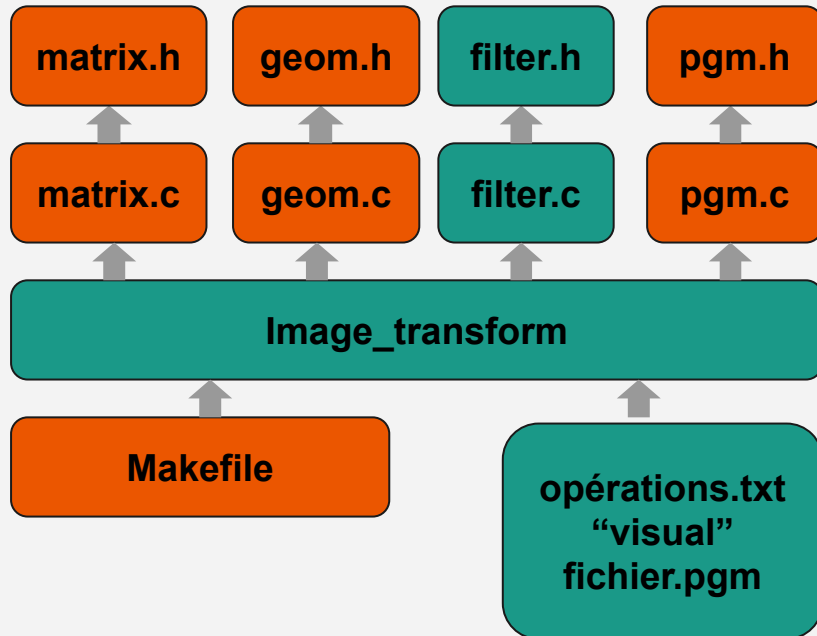 matrix.h
geom.h
filter.h
pgm.h
matrix.c
geom.c
filter.c
pgm.c
Image_transform
Makefile
opérations.txt
“visual”
fichier.pgm